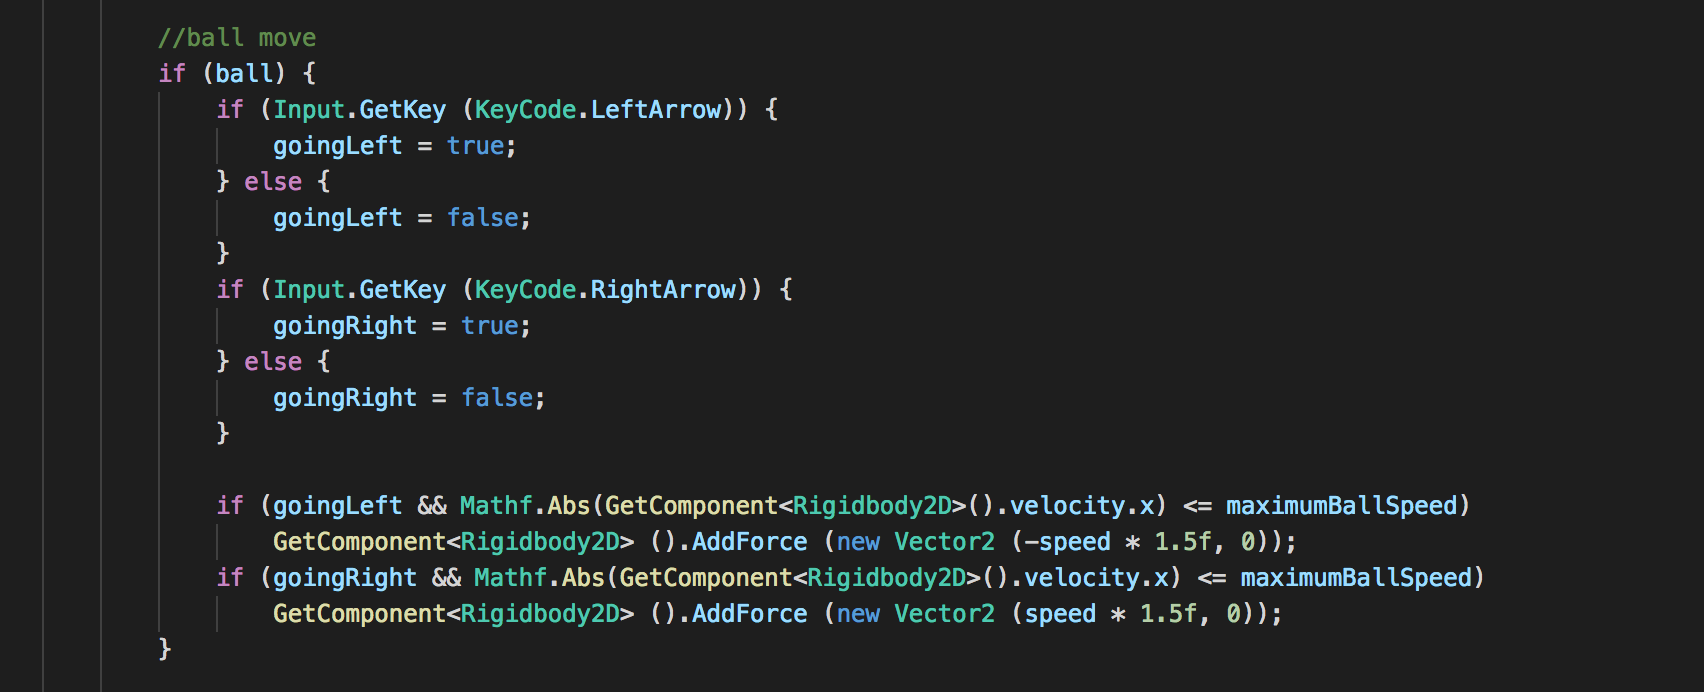 //ball move
if (ball) {
    if (Input.GetKey (KeyCode.LeftArrow)) {
        goingLeft = true;
    } else {
        goingLeft = false;
    }
    if (Input.GetKey (KeyCode.RightArrow)) {
        goingRight = true;
    } else {
        goingRight = false;
    }

    if (goingLeft && Mathf.Abs(GetComponent<Rigidbody2D>().velocity.x) <= maximumBallSpeed)
        GetComponent<Rigidbody2D> ().AddForce (new Vector2 (-speed * 1.5f, 0));
    if (goingRight && Mathf.Abs(GetComponent<Rigidbody2D>().velocity.x) <= maximumBallSpeed)
        GetComponent<Rigidbody2D> ().AddForce (new Vector2 (speed * 1.5f, 0));
}